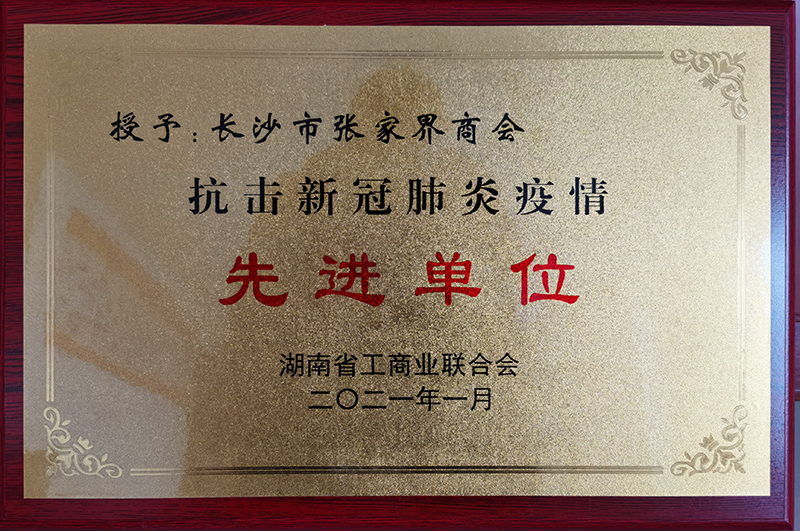 授予：长沙市张家界商会
抗击新冠肺炎疫情
先进单位
湖南省工商业联合会
二〇二一年一月